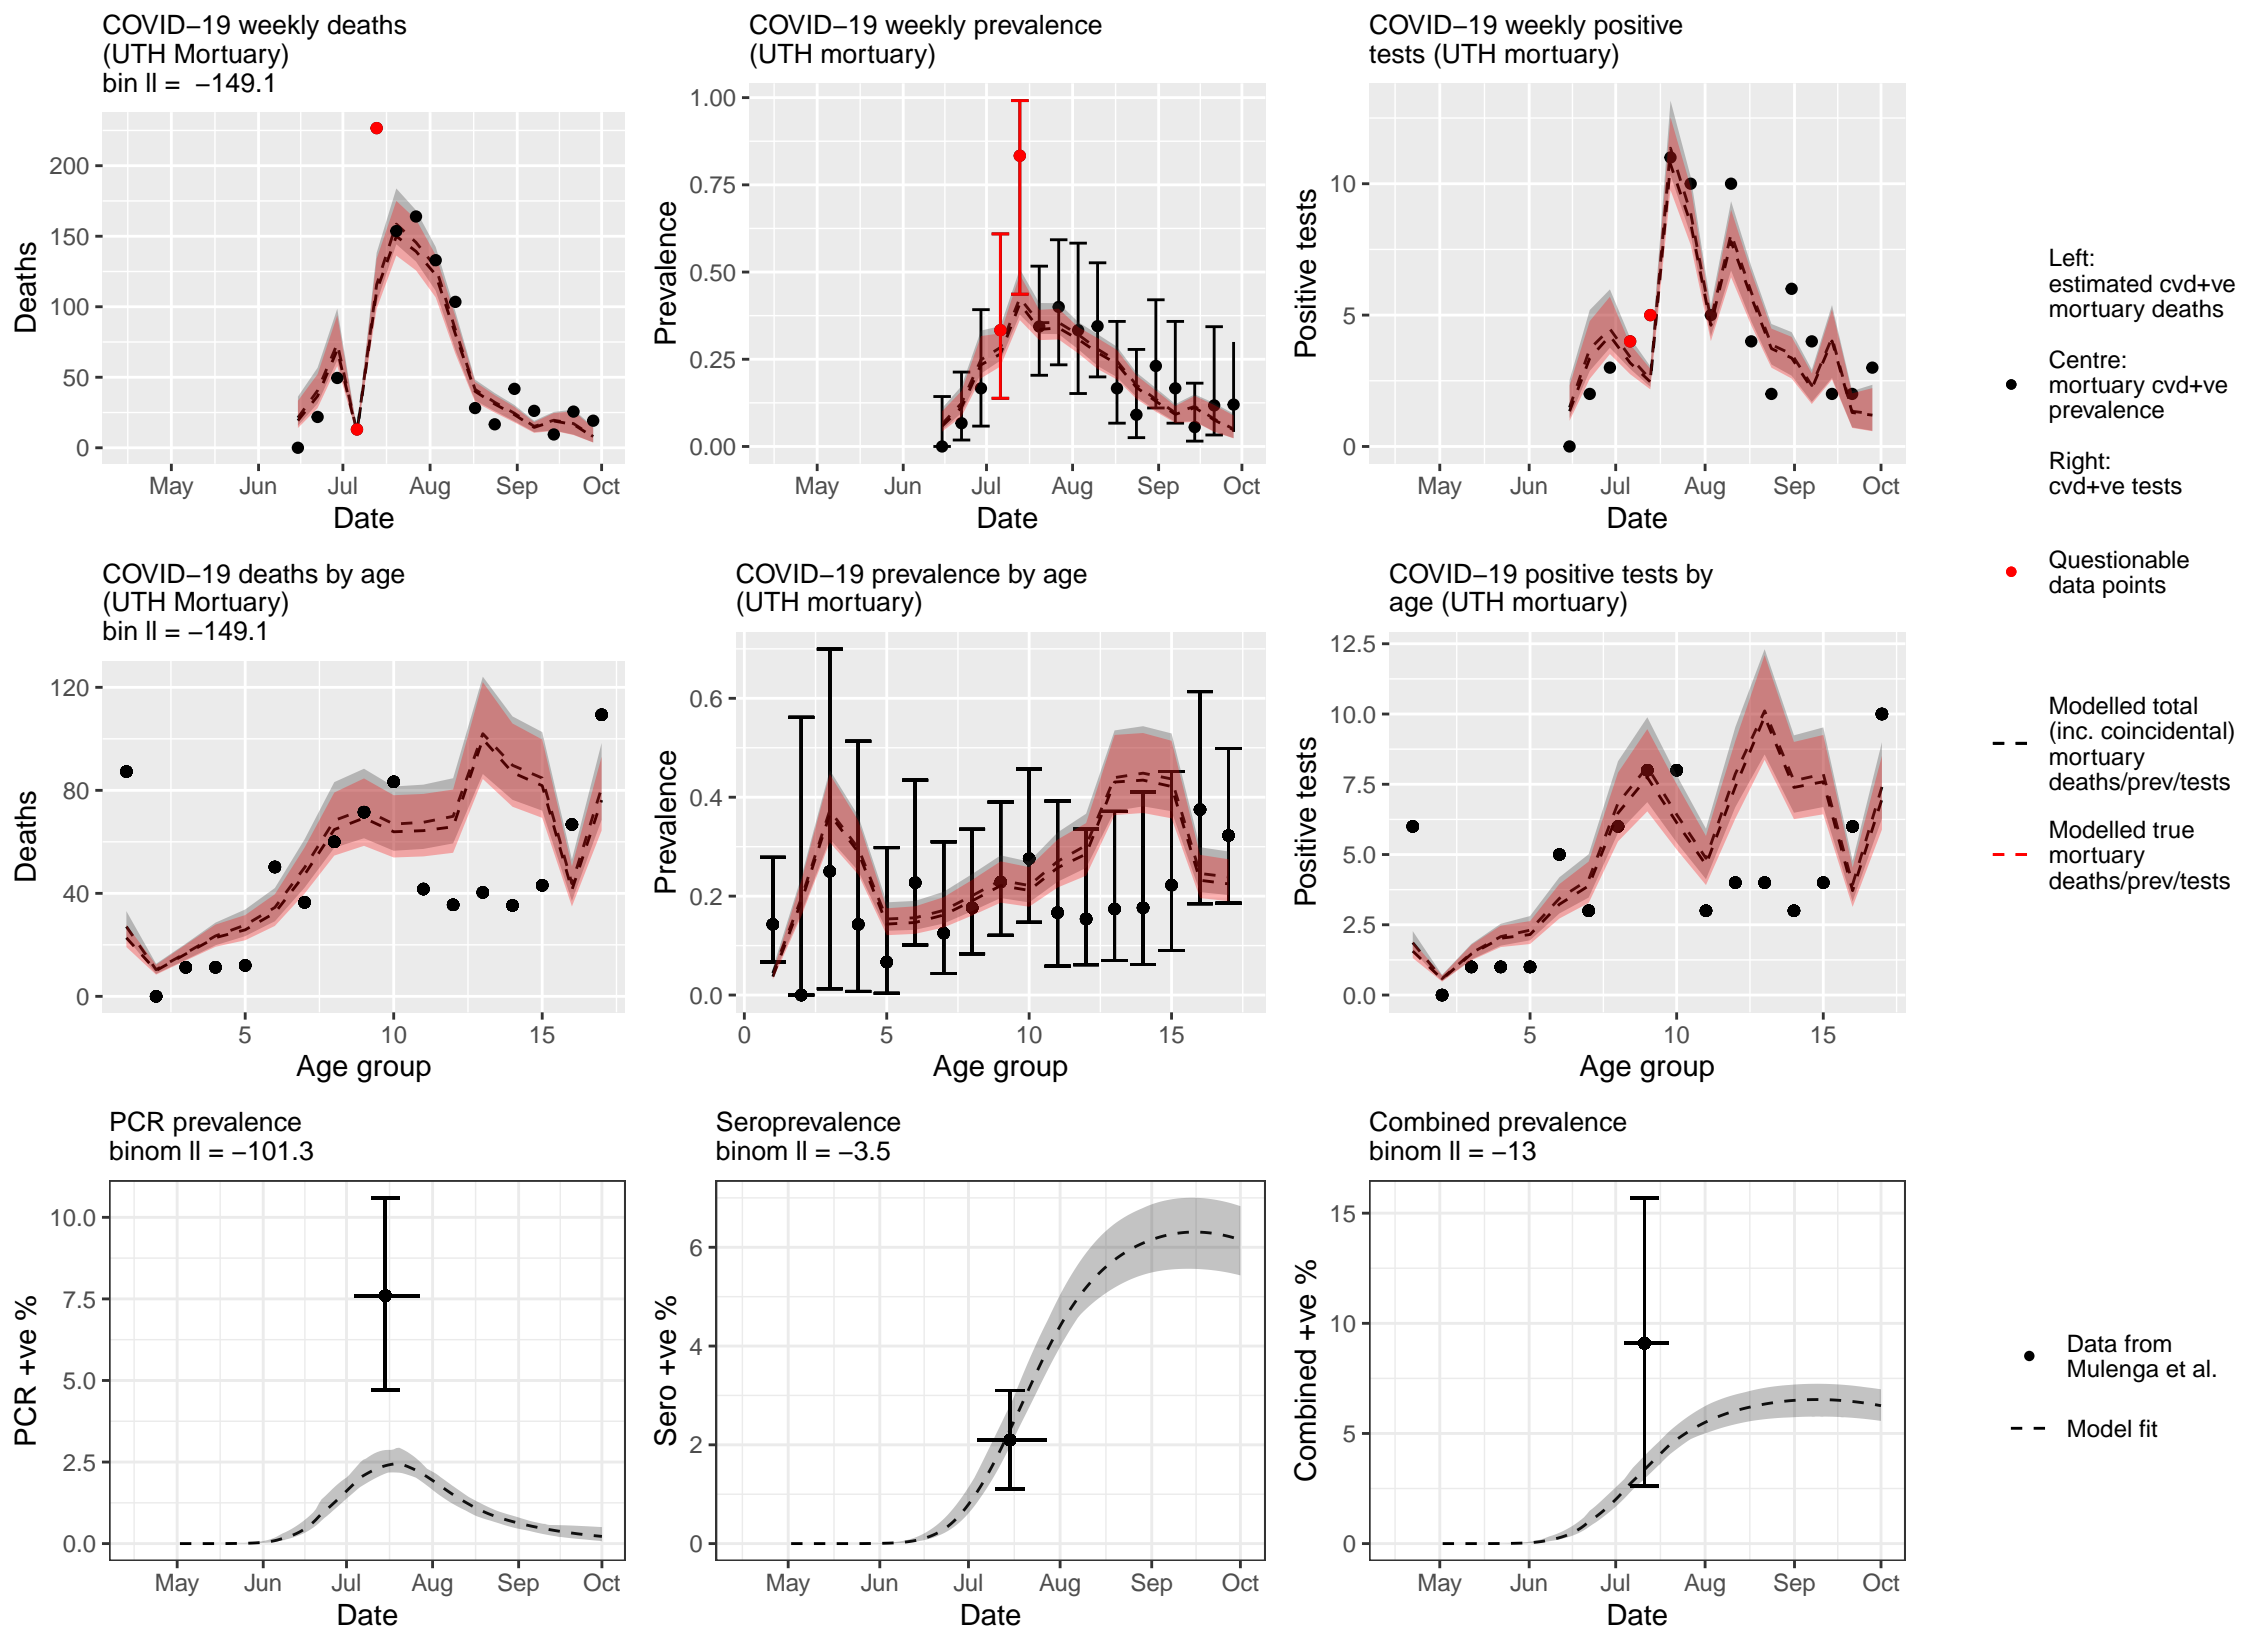 COVID−19 weekly deaths
(UTH Mortuary)
bin ll =  −149.1
Deaths
200
150
100
50
0
May Jun Jul Aug Sep Oct
Date
COVID−19 weekly prevalence
(UTH mortuary)
Prevalence
1.00
0.75
0.50
0.25
0.00
May Jun Jul Aug Sep Oct
Date
COVID−19 weekly positive
tests (UTH mortuary)
Positive tests
10
5
0
May Jun Jul Aug Sep Oct
Date
Left:
estimated cvd+ve
mortuary deaths
Centre:
mortuary cvd+ve
prevalence
Right:
cvd+ve tests
Questionable
data points
COVID−19 deaths by age
(UTH Mortuary)
bin ll = −149.1
Deaths
120
80
40
0
5 10 15
Age group
COVID−19 prevalence by age
(UTH mortuary)
Prevalence
0.6
0.4
0.2
0.0
0 5 10 15
Age group
COVID−19 positive tests by
age (UTH mortuary)
Positive tests
12.5
10.0
7.5
5.0
2.5
0.0
5 10 15
Age group
Modelled total
(inc. coincidental)
mortuary
deaths/prev/tests
Modelled true
mortuary
deaths/prev/tests
PCR prevalence
binom ll = −101.3
PCR +ve %
10.0
7.5
5.0
2.5
0.0
May Jun Jul Aug Sep Oct
Date
Seroprevalence
binom ll = −3.5
Sero +ve %
6
4
2
0
May Jun Jul Aug Sep Oct
Date
Combined prevalence
binom ll = −13
Combined +ve %
15
10
5
0
May Jun Jul Aug Sep Oct
Date
Data from
Mulenga et al.
Model fit